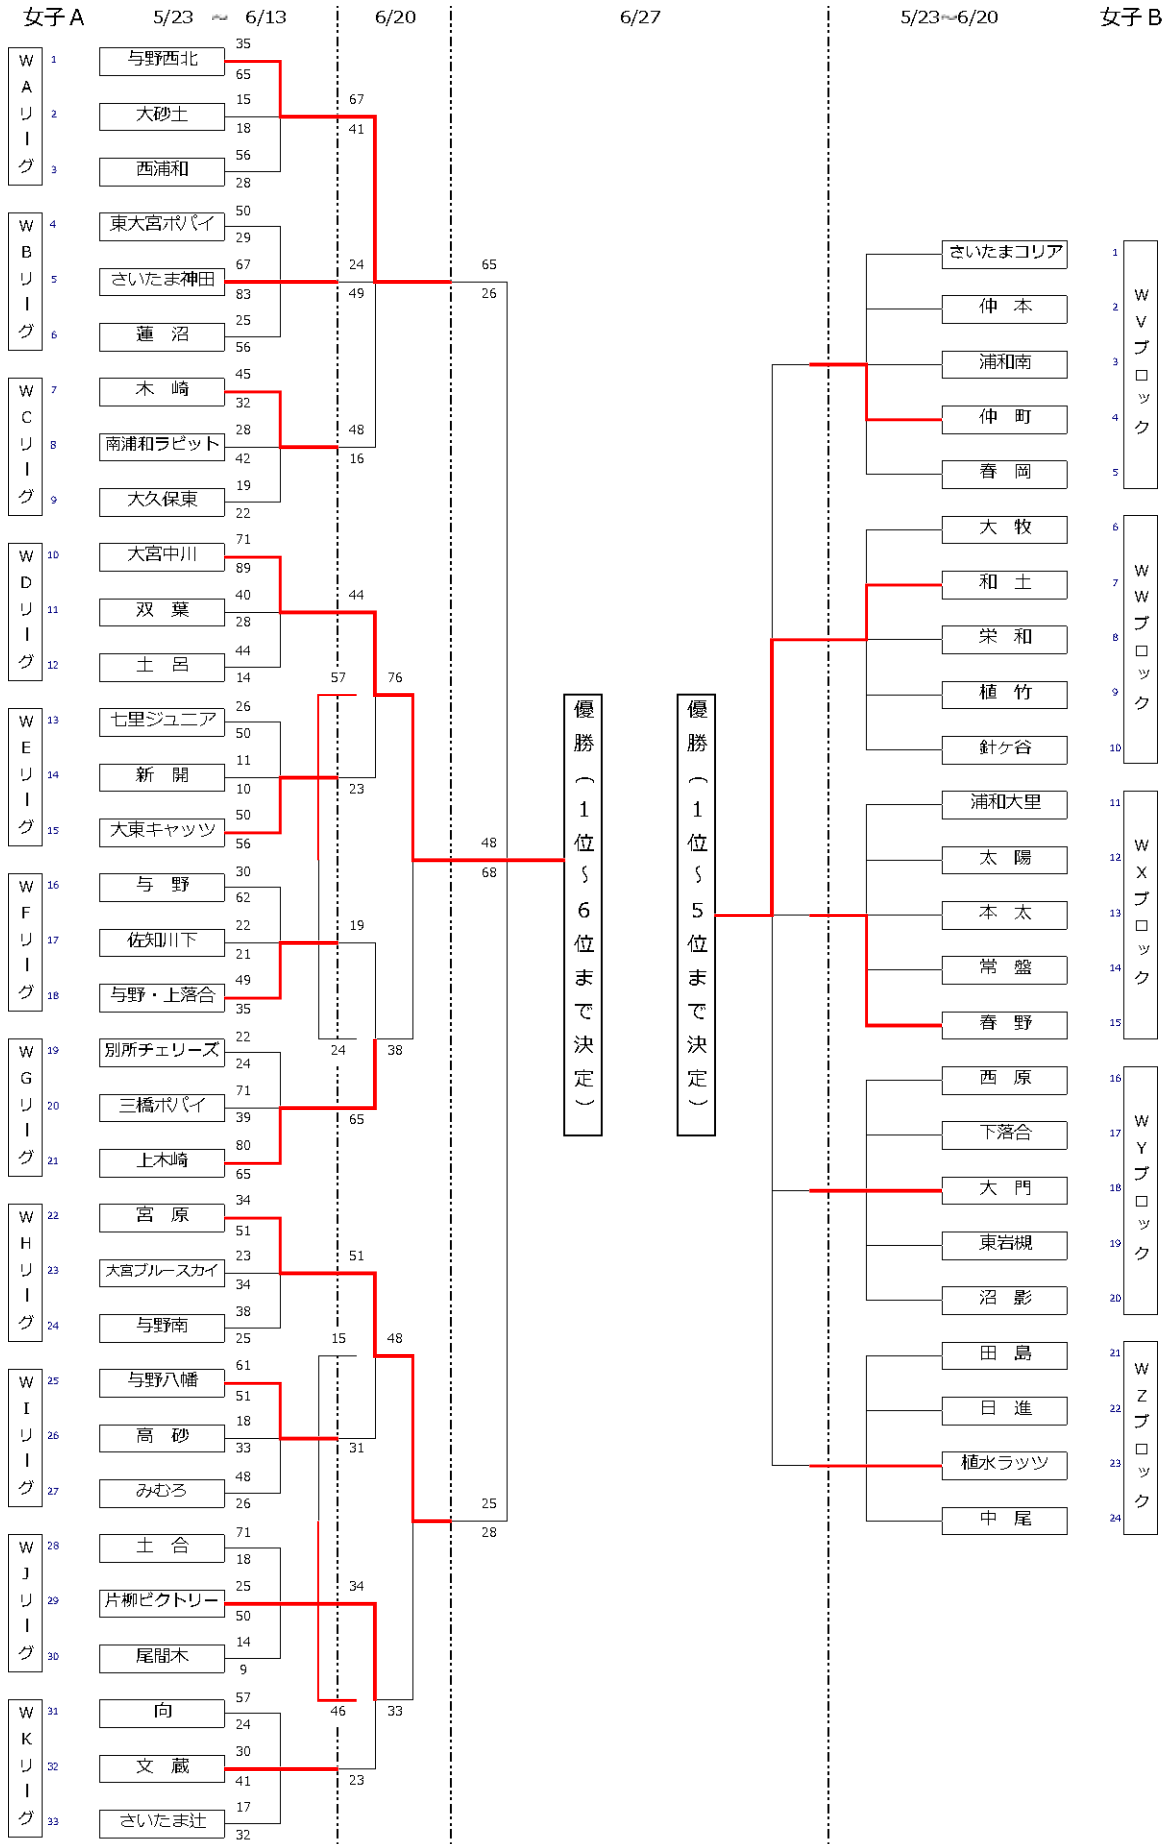 女子A 5/23 ～ 6/13 6/20 6/27 5/23～6/20 女子B
WAリーグ
1 与野西北 35 65
2 大砂土 15 18
3 西浦和 56 28
67 41
WBリーグ
4 東大宮ポパイ 50 29
5 さいたま神田 67 83
6 蓮沼 25 56
24 49
65 26
WCリーグ
7 木崎 45 32
8 南浦和ラビット 28 42
9 大久保東 19 22
48 16
WDリーグ
10 大宮中川 71 89
11 双葉 40 28
12 土呂 44 14
44
57 76
WEリーグ
13 七里ジュニア 26 50
14 新開 11 10
15 大東キャッツ 50 56
23
48 68
WFリーグ
16 与野 30 62
17 佐知川下 22 21
18 与野・上落合 49 35
19
24 38
WGリーグ
19 別所チェリーズ 22 24
20 三橋ポパイ 71 39
21 上木崎 80 65
65
WHリーグ
22 宮原 34 51
23 大宮ブルースカイ 23 34
24 与野南 38 25
51
15 48
WIリーグ
25 与野八幡 61 51
26 高砂 18 33
27 みむろ 48 26
31
25 28
WJリーグ
28 土合 71 18
29 片柳ビクトリー 25 50
30 尾間木 14 9
34
46 33
WKリーグ
31 向 57 24
32 文蔵 30 41
33 さいたま辻 17 32
23
優勝（1位～6位まで決定）
優勝（1位～5位まで決定）
WVブロック
さいたまコリア 1
仲本 2
浦和南 3
仲町 4
春岡 5
WWブロック
大牧 6
和土 7
栄和 8
植竹 9
針ヶ谷 10
WXブロック
浦和大里 11
太陽 12
本太 13
常盤 14
春野 15
WYブロック
西原 16
下落合 17
大門 18
東岩槻 19
沼影 20
WZブロック
田島 21
日進 22
植水ラッツ 23
中尾 24